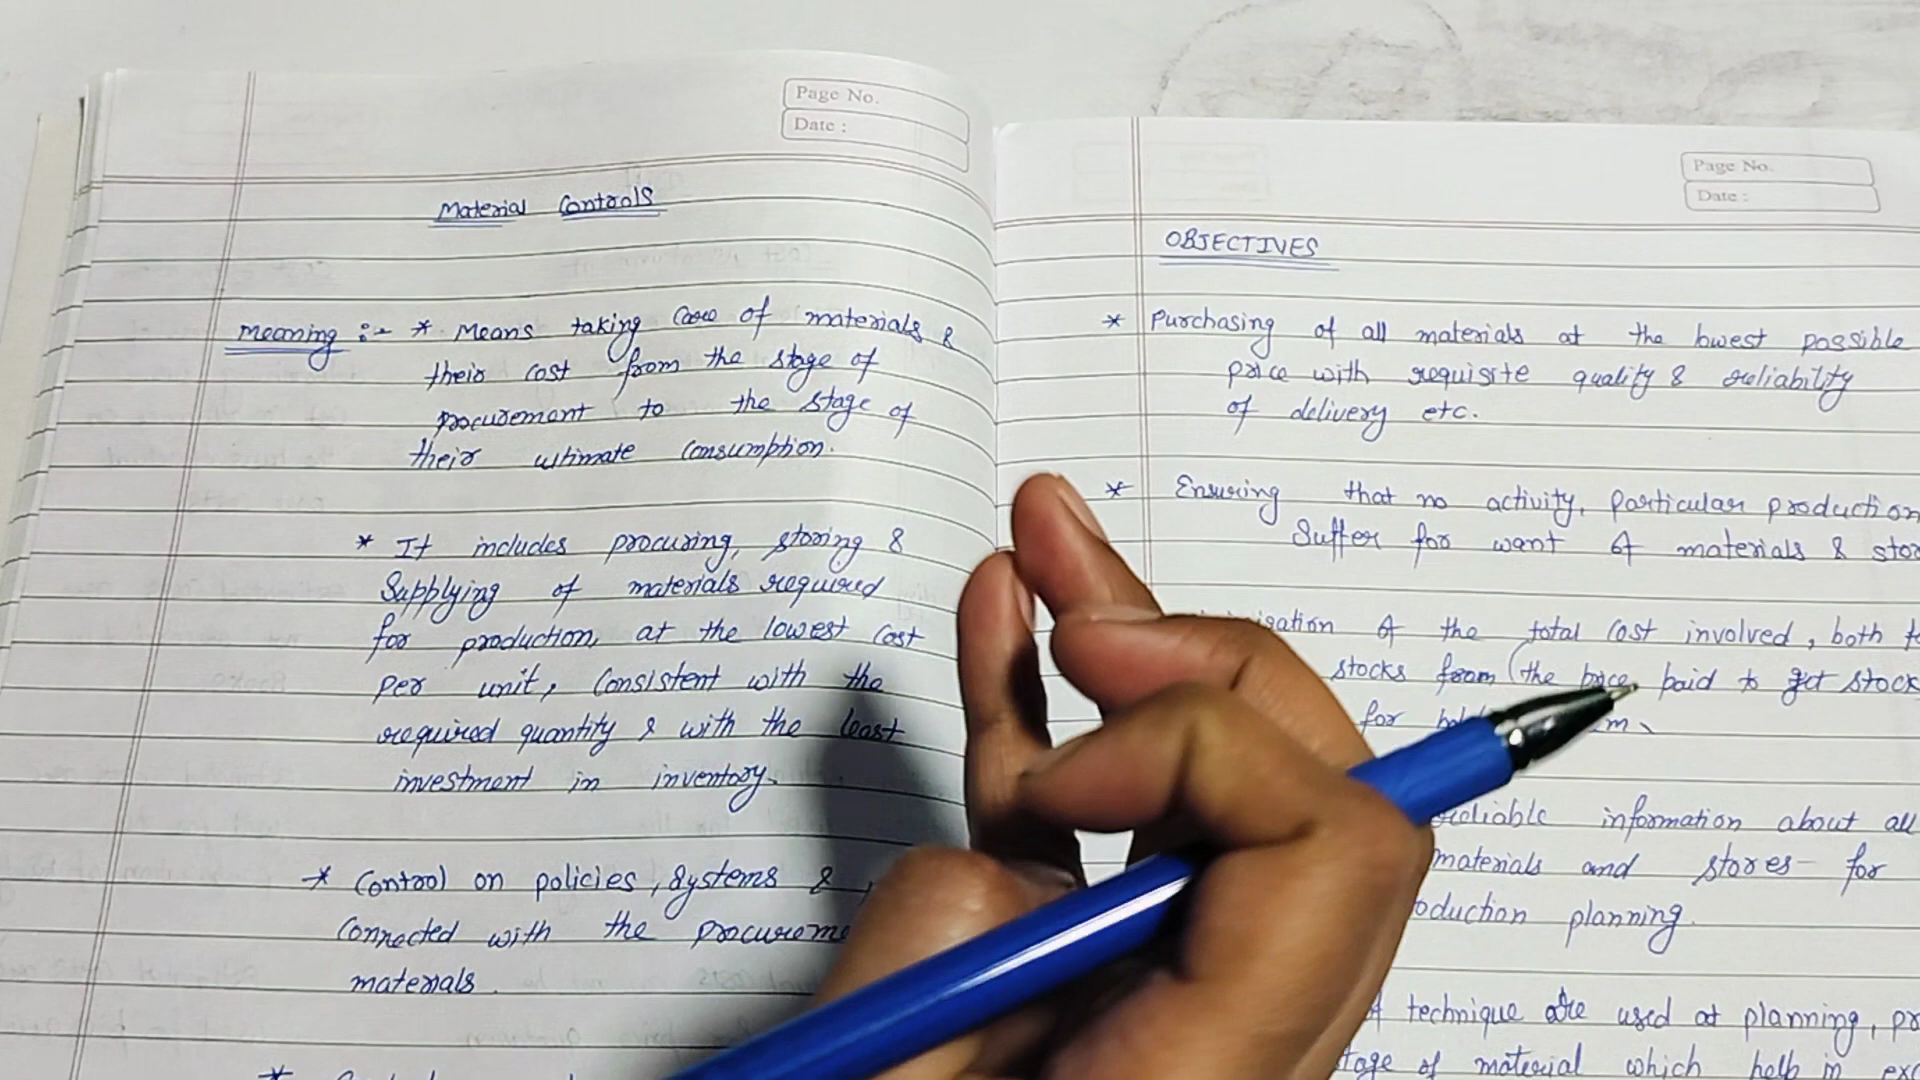 Page No.
Date :
Material Controls
Meaning :- * Means taking care of materials &
their cost from the stage of
procurement to the stage of
their ultimate consumption.
* It includes procuring, storing &
Supplying of materials required
for production, at the lowest cost
per unit, consistent with the
required quantity & with the least
investment in inventory.
* Control on policies, systems &
connected with the
materials.
*
Page No.
Date :
OBJECTIVES
* Purchasing of all materials at the lowest possible
price with requisite quality & reliability
of delivery etc.
* Ensuring that no activity, particular production
Suffer for want of materials & 
of the total cost involved, both
stocks from (the price paid to get stock
for
reliable information about all
materials and stores- for
planning.
technique are used at planning,
of material which help in